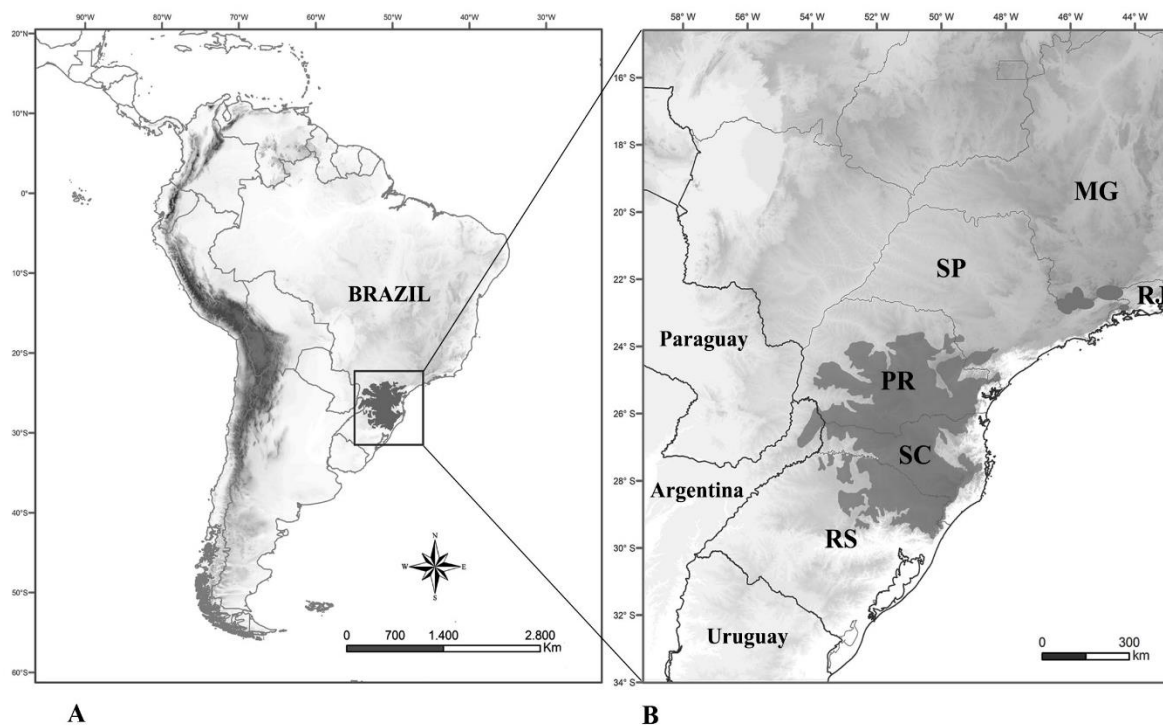 90°W 80°W 70°W 60°W 50°W 40°W 30°W
20°N
10°N
0°
10°S
20°S
30°S
40°S
50°S
60°S
BRAZIL
N
W E
S
0 700 1.400 2.800
Km
A
58° W 56° W 54° W 52° W 50° W 48° W 46° W 44° W
16° S
18° S
20° S
22° S
24° S
26° S
28° S
30° S
32° S
34° S
MG
SP
RJ
Paraguay
PR
SC
Argentina
RS
Uruguay
0 300
km
B